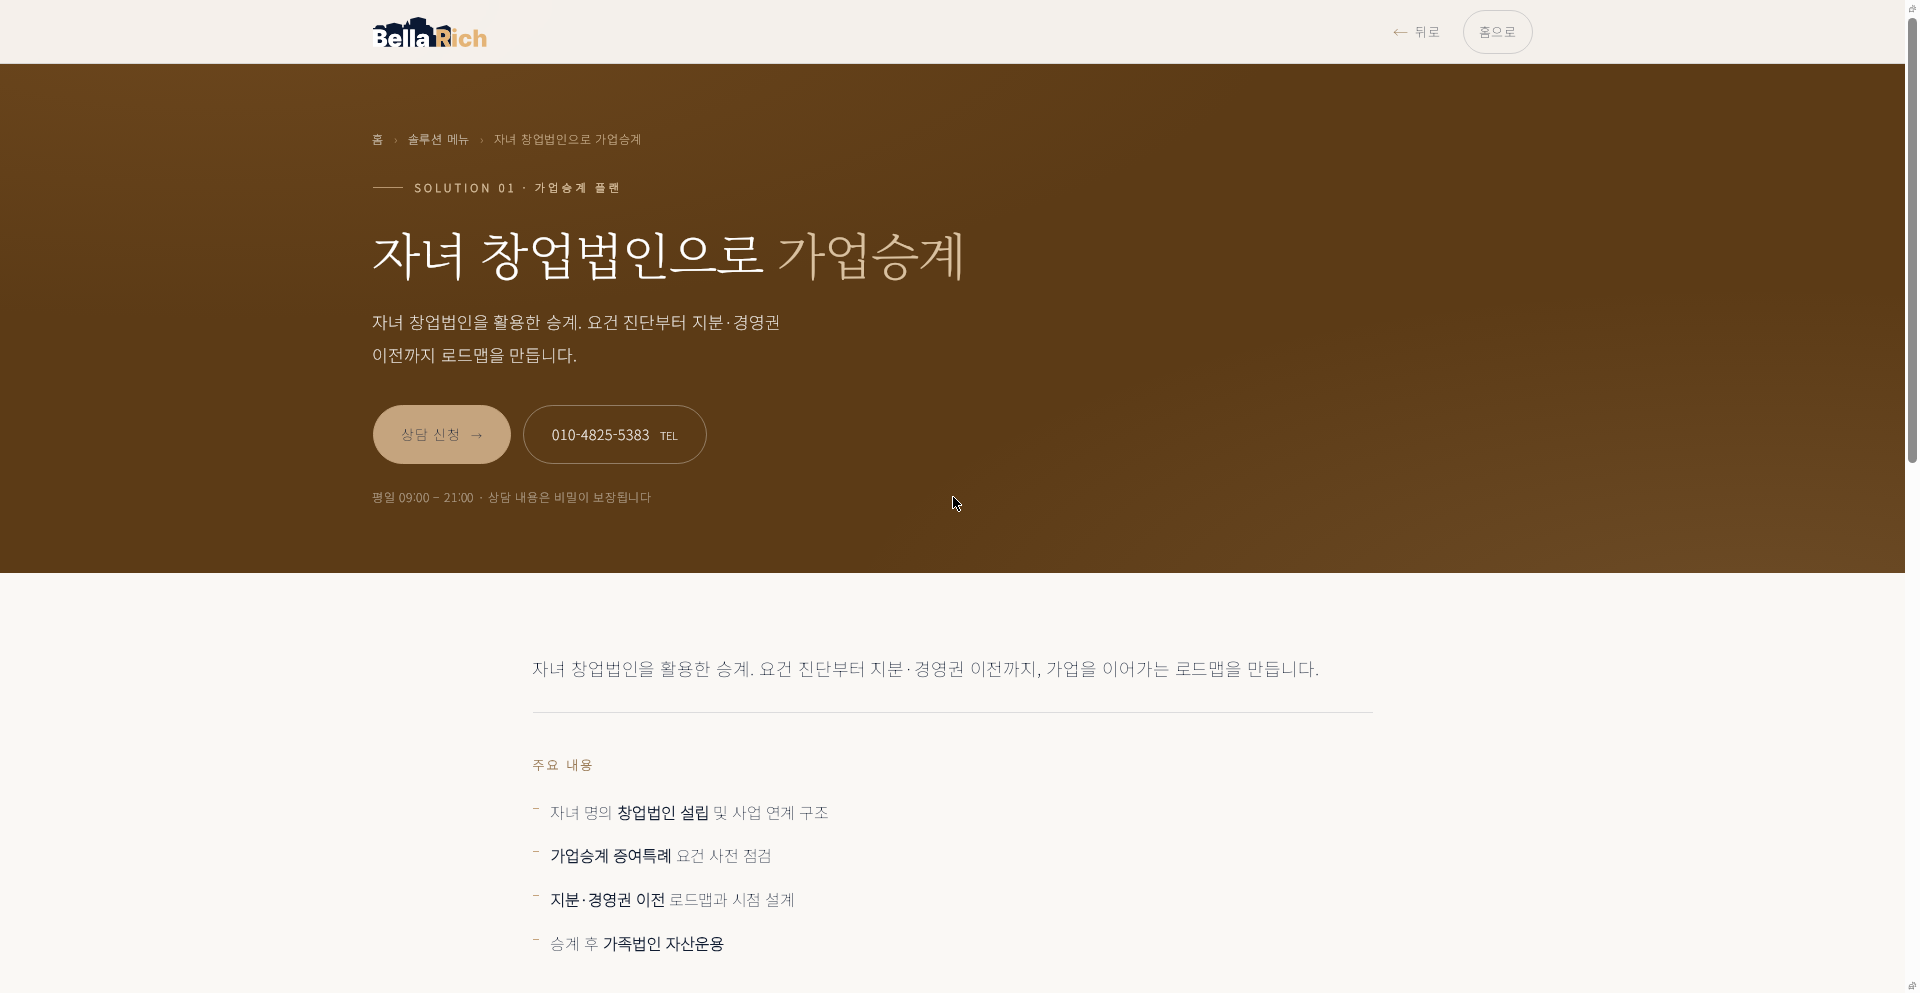 Bella Rich
← 뒤로
홈으로
홈 › 솔루션 메뉴 › 자녀 창업법인으로 가업승계
SOLUTION 01 · 가업승계 플랜
자녀 창업법인으로 가업승계
자녀 창업법인을 활용한 승계. 요건 진단부터 지분·경영권
이전까지 로드맵을 만듭니다.
상담 신청 →
010-4825-5383 TEL
평일 09:00 – 21:00 · 상담 내용은 비밀이 보장됩니다
자녀 창업법인을 활용한 승계. 요건 진단부터 지분·경영권 이전까지, 가업을 이어가는 로드맵을 만듭니다.
주요 내용
– 자녀 명의 창업법인 설립 및 사업 연계 구조
– 가업승계 증여특례 요건 사전 점검
– 지분·경영권 이전 로드맵과 시점 설계
– 승계 후 가족법인 자산운용